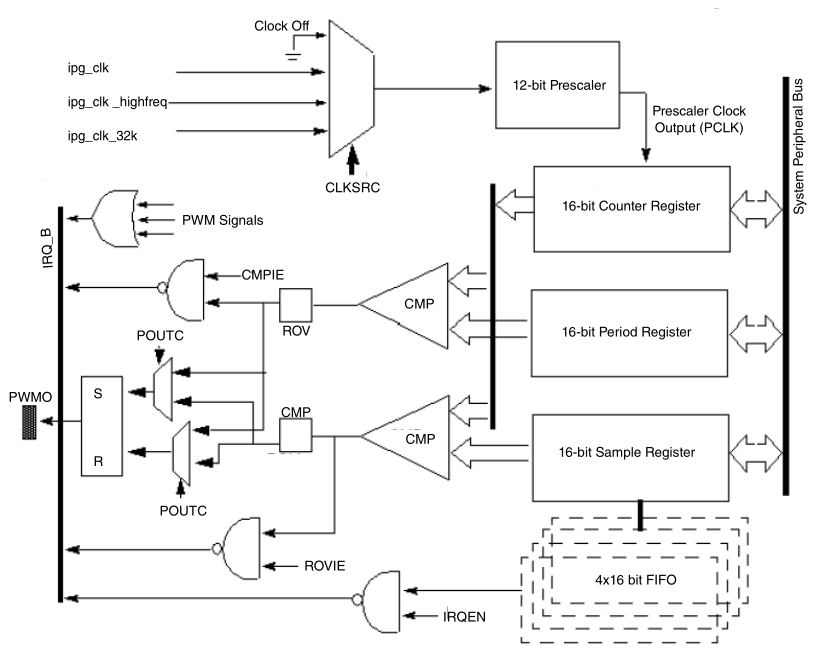 Clock Off
ipg_clk
ipg_clk _highfreq
ipg_clk_32k
CLKSRC
12-bit Prescaler
Prescaler Clock
Output (PCLK)
System Peripheral Bus
16-bit Counter Register
IRQ_B
PWM Signals
CMPIE
ROV
CMP
16-bit Period Register
POUTC
PWMO
S
R
CMP
CMP
16-bit Sample Register
POUTC
ROVIE
4x16 bit FIFO
IRQEN